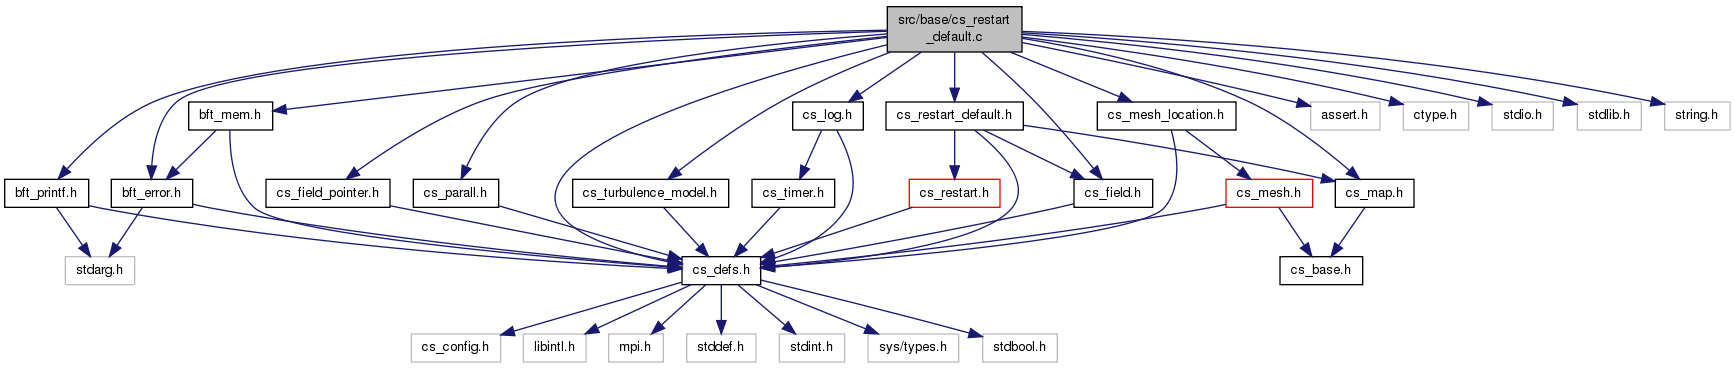 src/base/cs_restart
_default.c
bft_mem.h
cs_log.h
cs_restart_default.h
cs_mesh_location.h
assert.h
ctype.h
stdio.h
stdlib.h
string.h
bft_printf.h
bft_error.h
cs_field_pointer.h
cs_parall.h
cs_turbulence_model.h
cs_timer.h
cs_restart.h
cs_field.h
cs_mesh.h
cs_map.h
stdarg.h
cs_defs.h
cs_base.h
cs_config.h
libintl.h
mpi.h
stddef.h
stdint.h
sys/types.h
stdbool.h